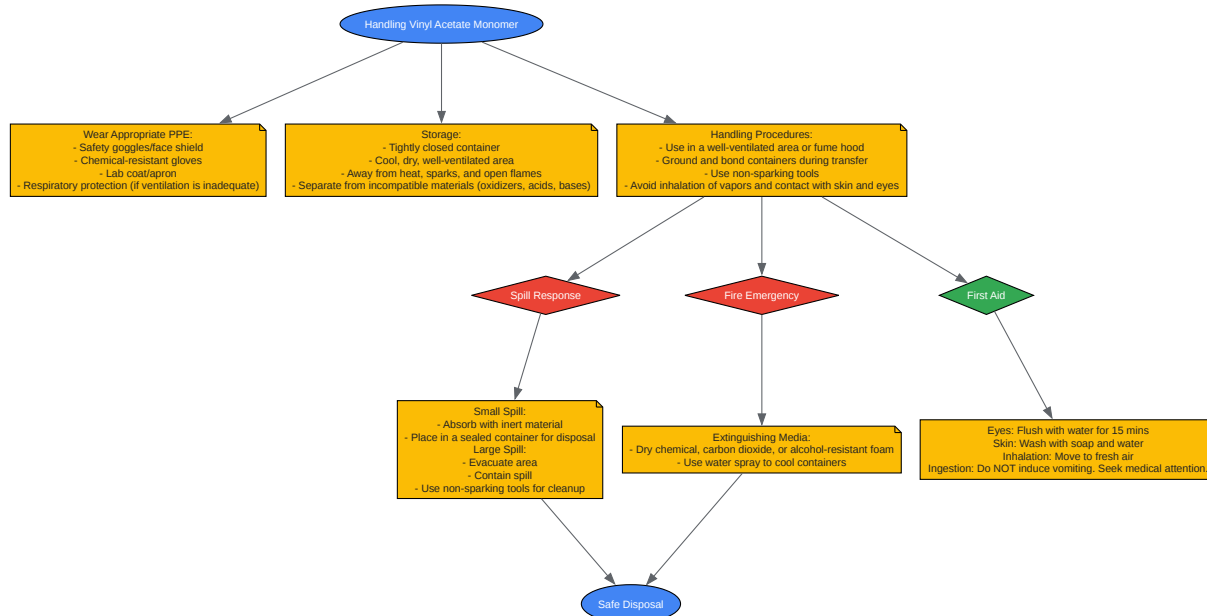 Handling Vinyl Acetate Monomer
Wear Appropriate PPE:
- Safety goggles/face shield
- Chemical-resistant gloves
- Lab coat/apron
- Respiratory protection (if ventilation is inadequate)
Storage:
- Tightly closed container
- Cool, dry, well-ventilated area
- Away from heat, sparks, and open flames
- Separate from incompatible materials (oxidizers, acids, bases)
Handling Procedures:
- Use in a well-ventilated area or fume hood
- Ground and bond containers during transfer
- Use non-sparking tools
- Avoid inhalation of vapors and contact with skin and eyes
Spill Response
Fire Emergency
First Aid
Small Spill:
- Absorb with inert material
- Place in a sealed container for disposal
Large Spill:
- Evacuate area
- Contain spill
- Use non-sparking tools for cleanup
Extinguishing Media:
- Dry chemical, carbon dioxide, or alcohol-resistant foam
- Use water spray to cool containers
Eyes: Flush with water for 15 mins
Skin: Wash with soap and water
Inhalation: Move to fresh air
Ingestion: Do NOT induce vomiting. Seek medical attention.
Safe Disposal